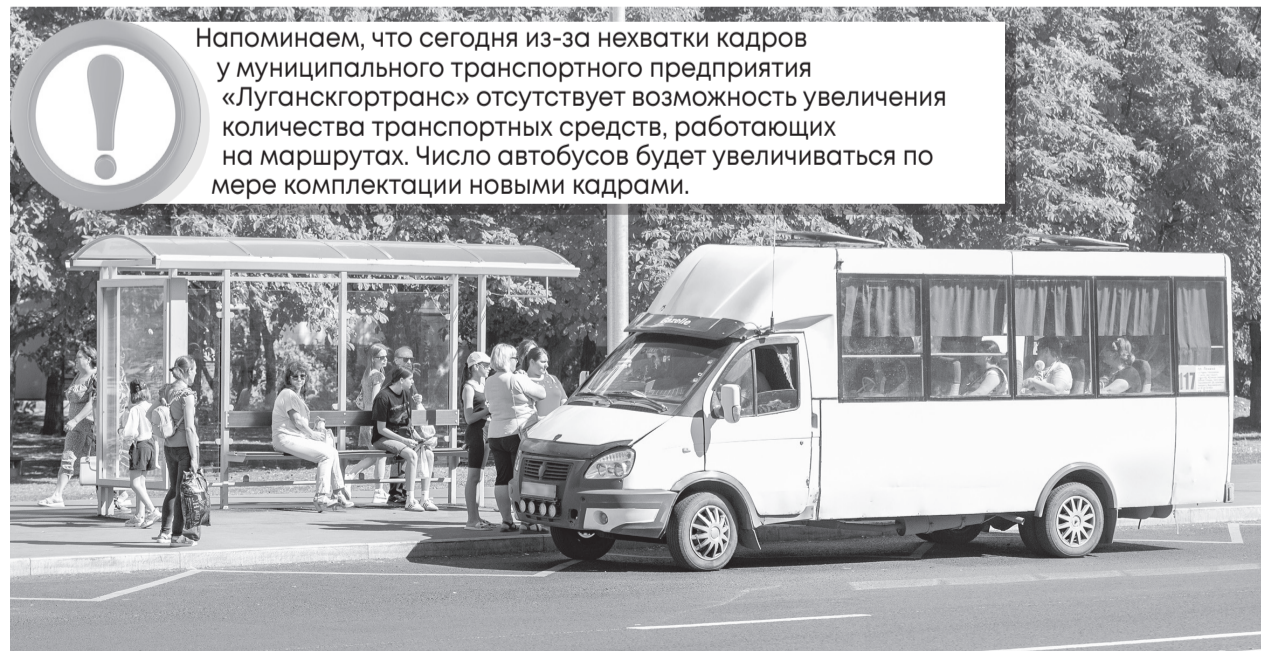 Напоминаем, что сегодня из-за нехватки кадров
у муниципального транспортного предприятия
«Луганскгортранс» отсутствует возможность увеличения
количества транспортных средств, работающих
на маршрутах. Число автобусов будет увеличиваться по
мере комплектации новыми кадрами.
Gazelle
117